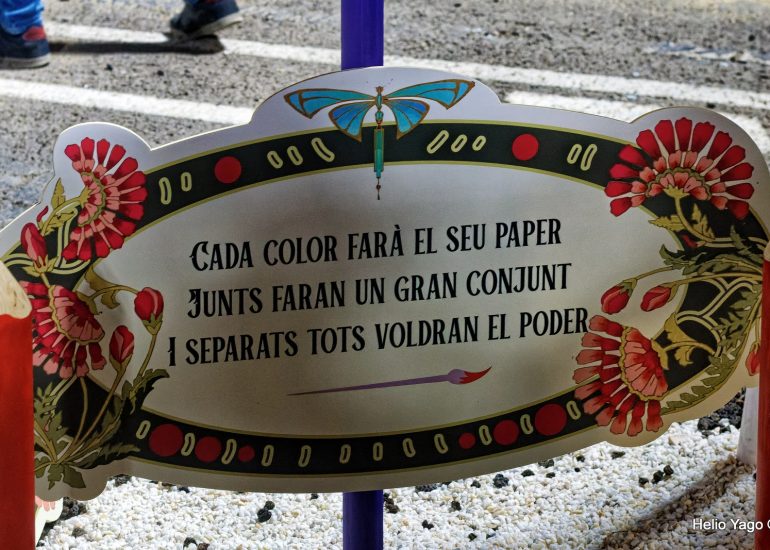 Cada color farà el seu paper
Junts faran un gran conjunt
I separats tots voldran el poder
Helio Yago